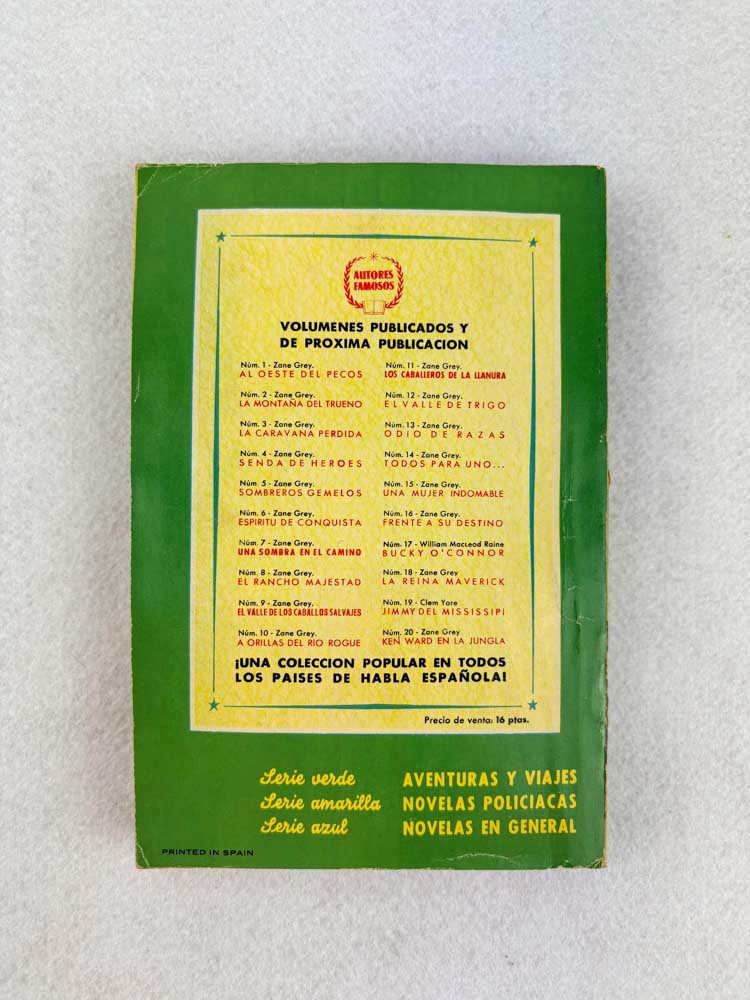 AUTORES
FAMOSOS
VOLUMENES PUBLICADOS Y
DE PROXIMA PUBLICACION
Núm. 1 - Zane Grey.
AL OESTE DEL PECOS
Núm. 2 - Zane Grey.
LA MONTAÑA DEL TRUENO
Núm. 3 - Zane Grey.
LA CARAVANA PERDIDA
Núm. 4 - Zane Grey.
SENDA DE HEROES
Núm. 5 - Zane Grey.
SOMBREROS GEMELOS
Núm. 6 - Zane Grey.
ESPIRITU DE CONQUISTA
Núm. 7 - Zane Grey.
UNA SOMBRA EN EL CAMINO
Núm. 8 - Zane Grey.
EL RANCHO MAJESTAD
Núm. 9 - Zane Grey.
EL VALLE DE LOS CABALLOS SALVAJES
Núm. 10 - Zane Grey.
A ORILLAS DEL RIO ROGUE
Núm. 11 - Zane Grey.
LOS CABALLEROS DE LA LLANURA
Núm. 12 - Zane Grey.
EL VALLE DE TRIGO
Núm. 13 - Zane Grey.
ODIO DE RAZAS
Núm. 14 - Zane Grey.
TODOS PARA UNO...
Núm. 15 - Zane Grey.
UNA MUJER INDOMABLE
Núm. 16 - Zane Grey.
FRENTE A SU DESTINO
Núm. 17 - William MacLeod Raine
BUCKY O'CONNOR
Núm. 18 - Zane Grey
LA REINA MAVERICK
Núm. 19 - Clem Yore
JIMMY DEL MISSISSIPI
Núm. 20 - Zane Grey
KEN WARD EN LA JUNGLA
¡UNA COLECCION POPULAR EN TODOS
LOS PAISES DE HABLA ESPAÑOLA!
Precio de venta: 16 ptas.
Serie verde AVENTURAS Y VIAJES
Serie amarilla NOVELAS POLICIACAS
Serie azul NOVELAS EN GENERAL
PRINTED IN SPAIN